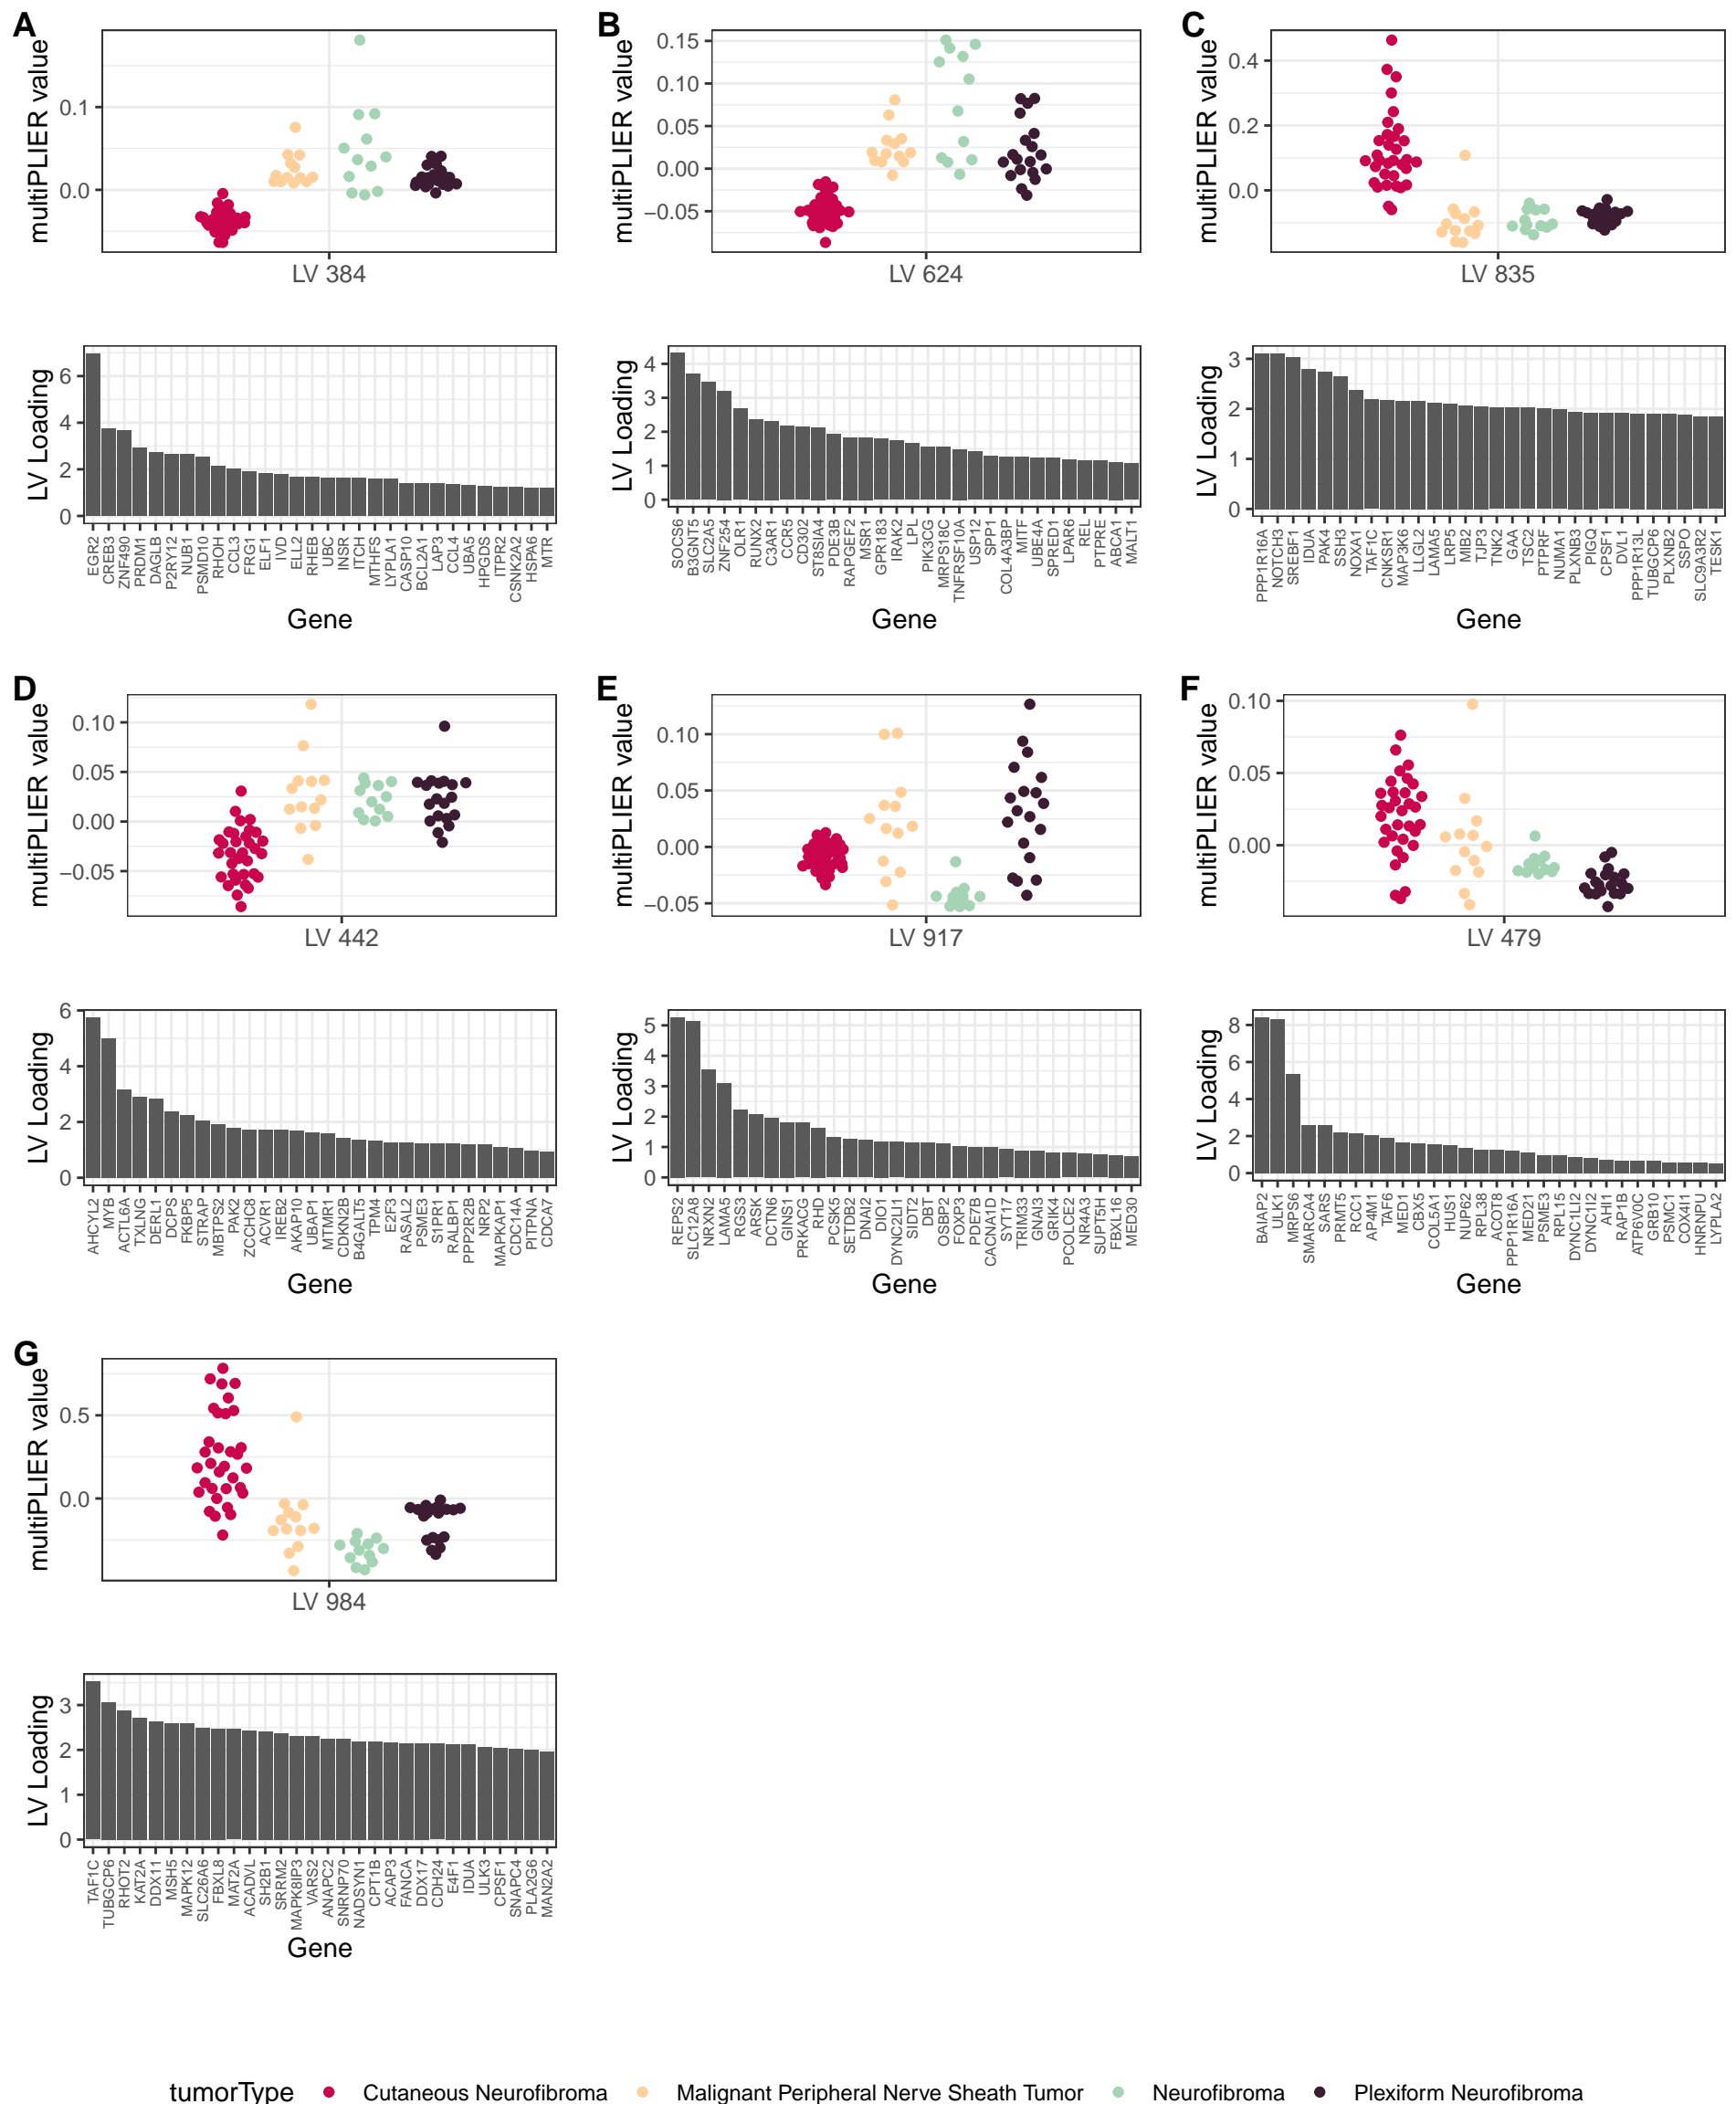 A
multiPLIER value
0.1
0.0
LV 384
LV Loading
6
4
2
0
EGR2
CREB3
ZNF490
PRDM1
DAGLB
P2RY12
NUB1
PSMD10
RHOH
CCL3
FRG1
ELF1
IVD
ELL2
RHEB
UBC
INSR
ITCH
MTHFS
LYPLA1
CASP10
BCL2A1
LAP3
CCL4
UBA5
HPGDS
ITPR2
CSNK2A2
HSPA6
MTR
Gene
B
multiPLIER value
0.15
0.10
0.05
0.00
−0.05
LV 624
LV Loading
4
3
2
1
0
SOCS6
B3GNT5
SLC2A5
ZNF254
OLR1
RUNX2
C3AR1
CCR5
CD302
ST8SIA4
PDE3B
RAPGEF2
MSR1
GPR183
IRAK2
LPL
PIK3CG
MRPS18C
TNFRSF10A
USP12
SPP1
COL4A3BP
MITF
UBE4A
SPRED1
LPAR6
REL
PTPRE
ABCA1
MALT1
Gene
C
multiPLIER value
0.4
0.2
0.0
LV 835
LV Loading
3
2
1
0
PPP1R16A
NOTCH3
SREBF1
IDUA
PAK4
SSH3
NOXA1
TAF1C
CNKSR1
MAP3K6
LLGL2
LAMA5
LRP5
MIB2
TJP3
TNK2
GAA
TSC2
PTPRF
NUMA1
PLXNB3
PIGQ
CPSF1
DVL1
PPP1R13L
TUBGCP6
PLXNB2
SSPO
SLC9A3R2
TESK1
Gene
D
multiPLIER value
0.10
0.05
0.00
−0.05
LV 442
LV Loading
6
4
2
0
AHCYL2
MYB
ACTL6A
TXLNG
DERL1
DCPS
FKBP5
STRAP
MBTPS2
PAK2
ZCCHC8
ACVR1
IREB2
AKAP10
UBAP1
MTMR1
CDKN2B
B4GALT5
TPM4
E2F3
RASAL2
PSME3
S1PR1
RALBP1
PPP2R2B
NRP2
MAPKAP1
CDC14A
PITPNA
CDCA7
Gene
E
multiPLIER value
0.10
0.05
0.00
−0.05
LV 917
LV Loading
5
4
3
2
1
0
REPS2
SLC12A8
NRXN2
LAMA5
RGS3
ARSK
DCTN6
GINS1
PRKACG
RHD
PCSK5
SETDB2
DNAI2
DIO1
DYNC2LI1
SIDT2
DBT
OSBP2
FOXP3
PDE7B
CACNA1D
SYT17
TRIM33
GNAI3
GRIK4
PCOLCE2
NR4A3
SUPT5H
FBXL16
MED30
Gene
F
multiPLIER value
0.10
0.05
0.00
LV 479
LV Loading
8
6
4
2
0
BAIAP2
ULK1
MRPS6
SMARCA4
SARS
PRMT5
RCC1
AP4M1
TAF6
MED1
CBX5
COL5A1
HUS1
NUP62
RPL38
ACOT8
PPP1R16A
MED21
PSME3
RPL15
DYNC1LI2
DYNC1I2
AHI1
RAP1B
ATP6V0C
GRB10
PSMC1
COX4I1
HNRNPU
LYPLA2
Gene
G
multiPLIER value
0.5
0.0
LV 984
LV Loading
3
2
1
0
TAF1C
TUBGCP6
RHOT2
KAT2A
DDX11
MSH5
MAPK12
SLC26A6
FBXL8
MAT2A
ACADVL
SH2B1
SRRM2
MAPK8IP3
VARS2
ANAPC2
SNRNP70
NADSYN1
CPT1B
ACAP3
FANCA
DDX17
CDH24
E4F1
IDUA
ULK3
CPSF1
SNAPC4
PLA2G6
MAN2A2
Gene
tumorType Cutaneous Neurofibroma Malignant Peripheral Nerve Sheath Tumor Neurofibroma Plexiform Neurofibroma